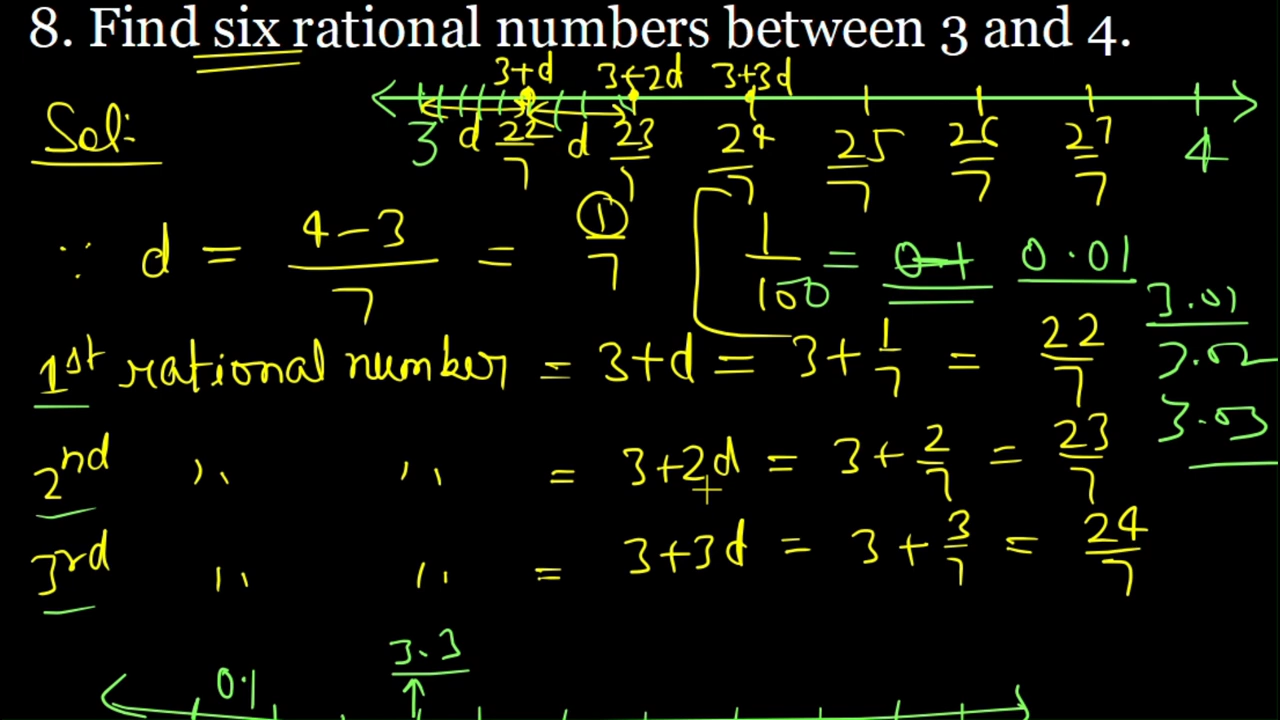 8. Find six rational numbers between 3 and 4.
3+d 3+2d 3+3d
Sol:
3 d 22/7 d 23/7 24/7 25/7 26/7 27/7 4
∵ d = (4-3)/7 = 1/7 1/100 = 0.1 0.01
3.01
1st rational number = 3+d = 3+1/7 = 22/7
3.02
3.03
2nd ,, ,, = 3+2d = 3+2/7 = 23/7
3rd ,, ,, = 3+3d = 3+3/7 = 24/7
3.3
0.1